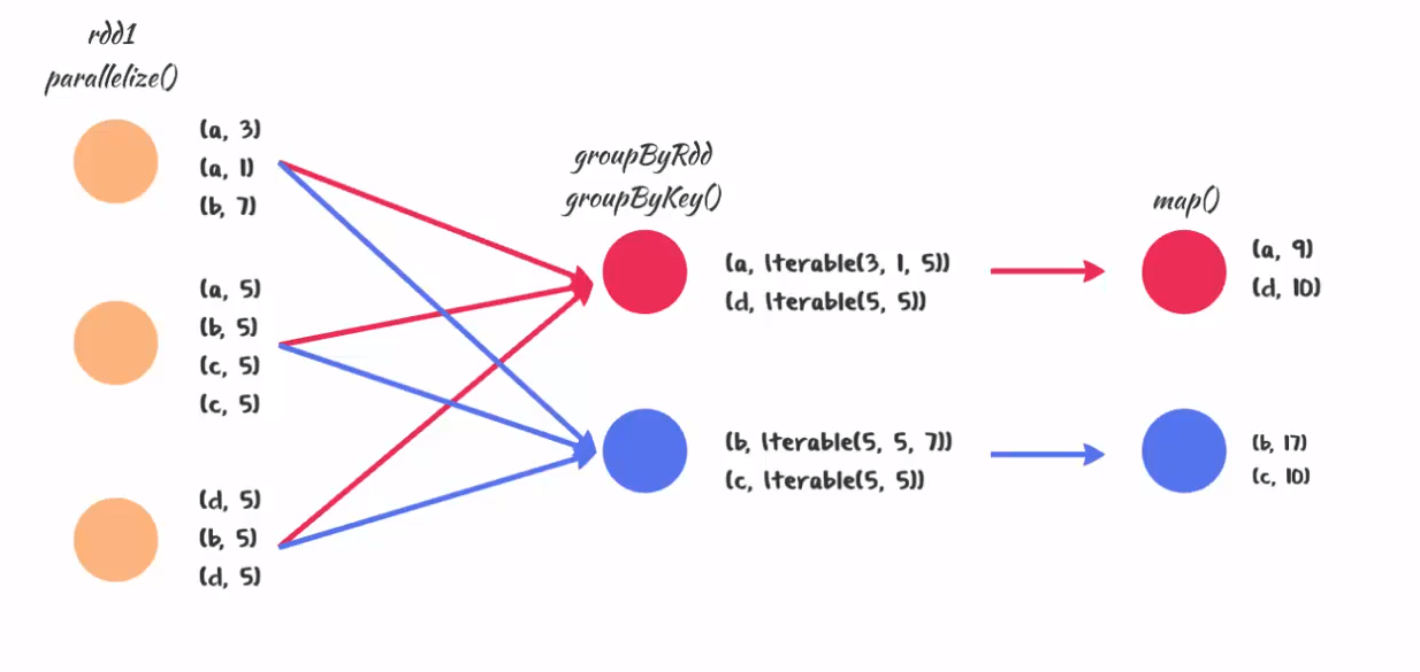 rdd1
parallelize()
(a, 3)
(a, 1)
(b, 7)
(a, 5)
(b, 5)
(c, 5)
(c, 5)
(d, 5)
(b, 5)
(d, 5)
groupByRdd
groupByKey()
(a, Iterable(3, 1, 5))
(d, Iterable(5, 5))
(b, Iterable(5, 5, 7))
(c, Iterable(5, 5))
map()
(a, 9)
(d, 10)
(b, 17)
(c, 10)